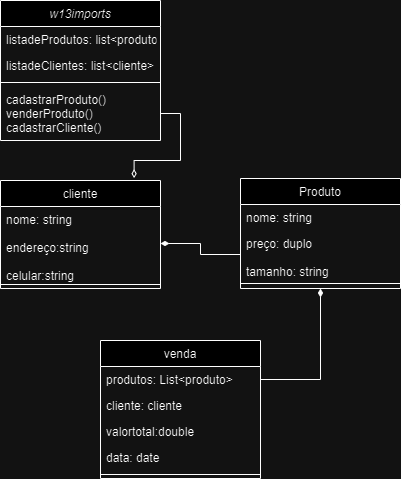 w13imports
listadeProdutos: list<produto
listadeClientes: list<cliente>
cadastrarProduto()
venderProduto()
cadastrarCliente()
cliente
nome: string
endereço:string
celular:string
Produto
nome: string
preço: duplo
tamanho: string
venda
produtos: List<produto>
cliente: cliente
valortotal:double
data: date